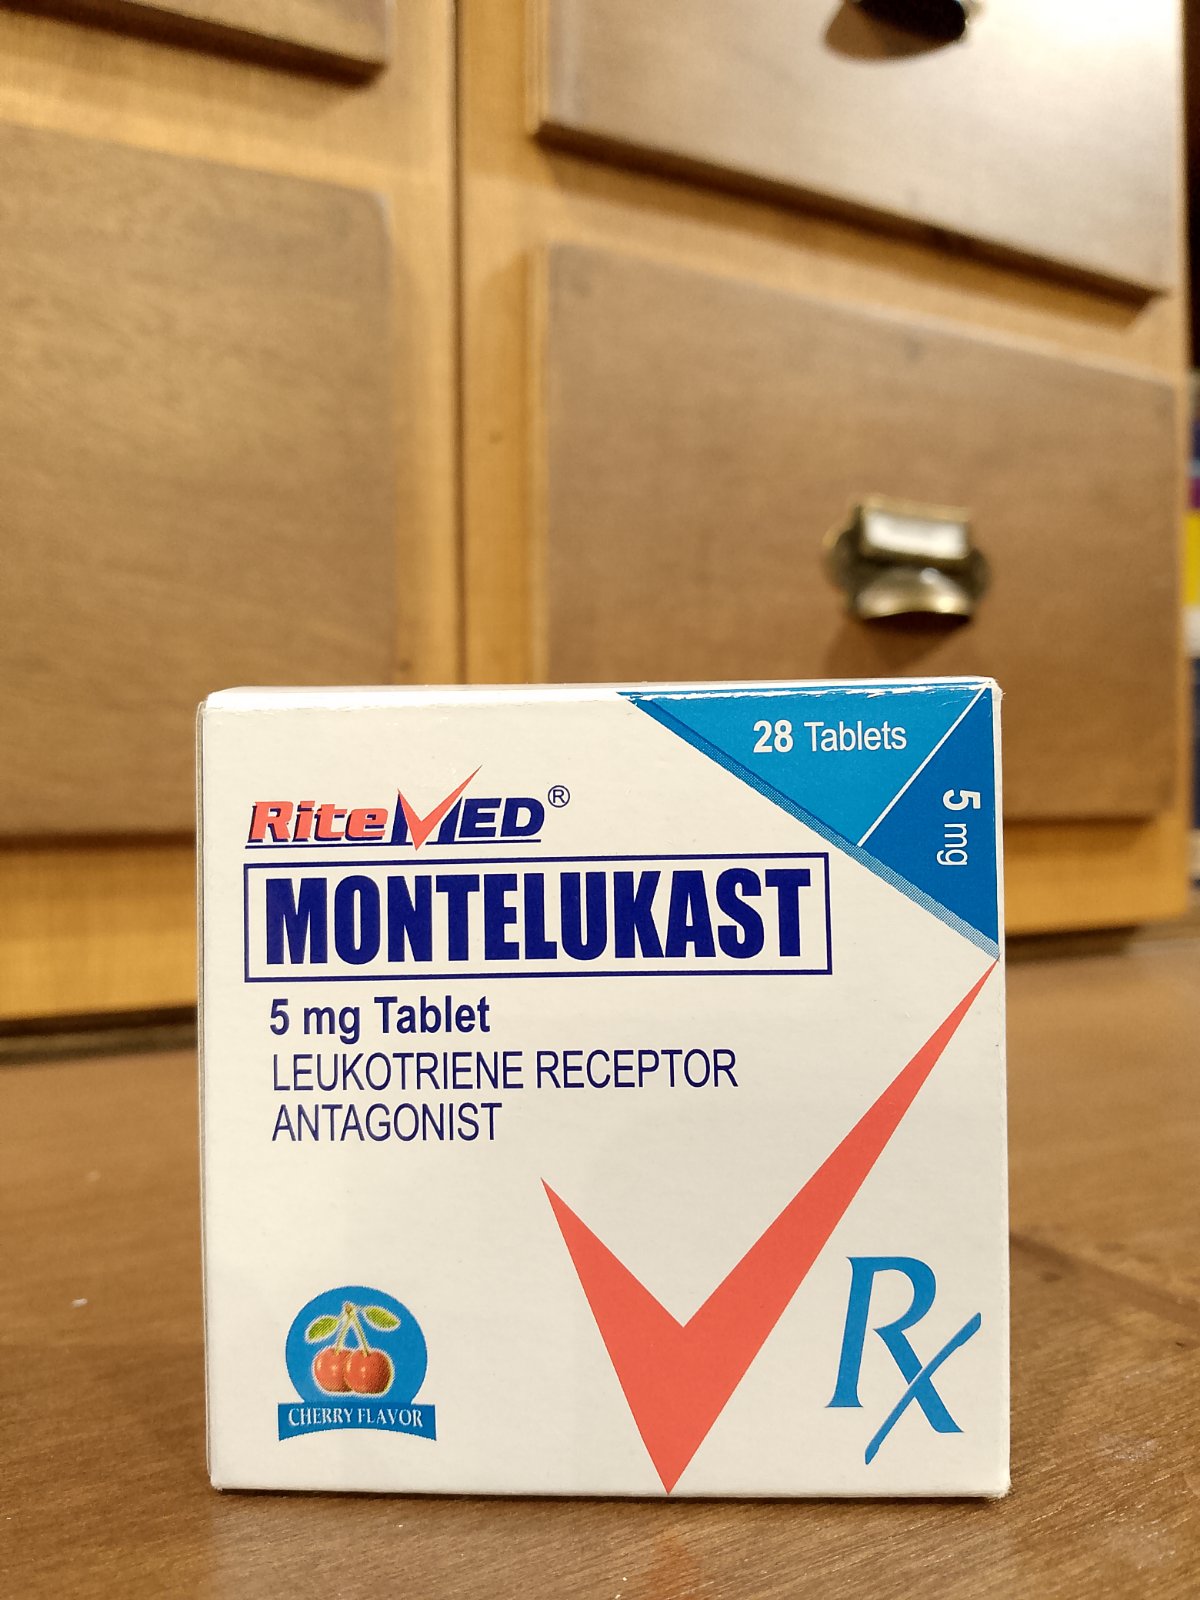 28 Tablets
5 mg
RiteMED®
MONTELUKAST
5 mg Tablet
LEUKOTRIENE RECEPTOR
ANTAGONIST
CHERRY FLAVOR
Rx